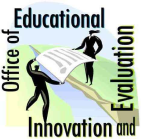 Office of
Educational
Innovation and
Evaluation